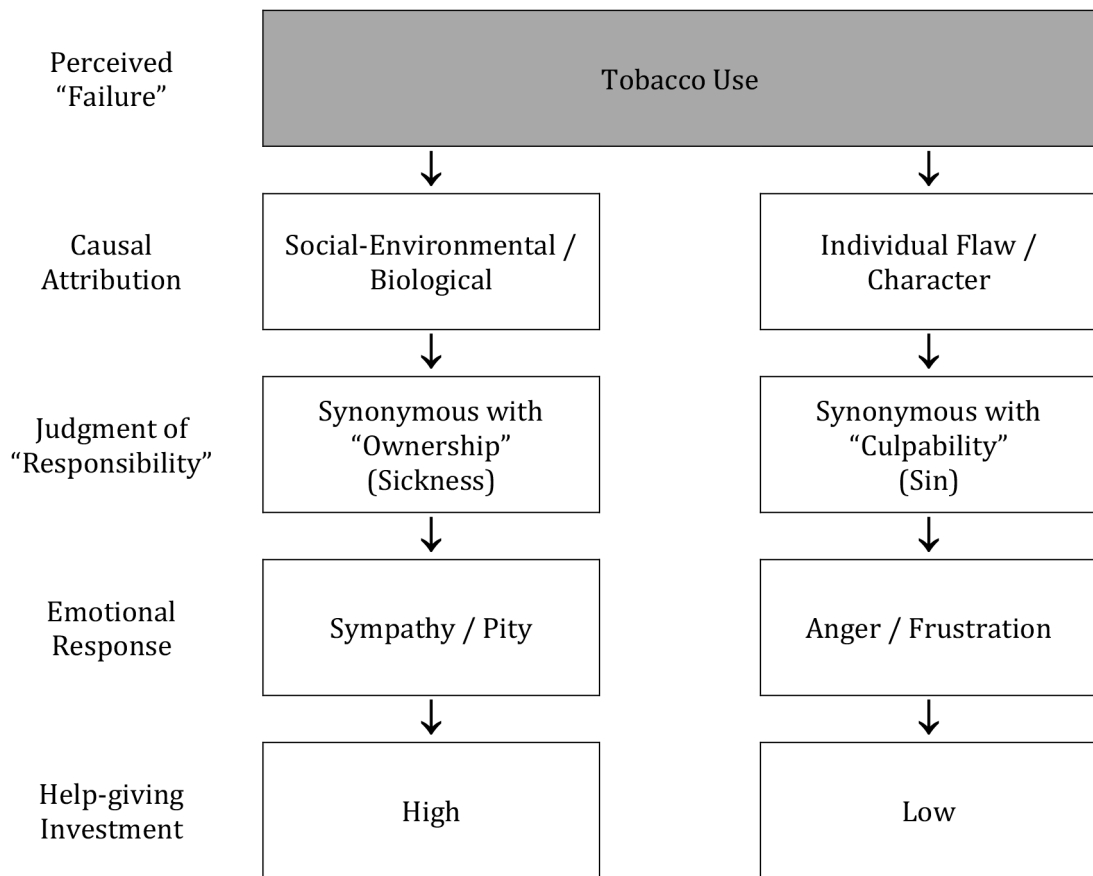 Perceived
“Failure”
Tobacco Use
Causal
Attribution
Social-Environmental /
Biological
Individual Flaw /
Character
Judgment of
“Responsibility”
Synonymous with
“Ownership”
(Sickness)
Synonymous with
“Culpability”
(Sin)
Emotional
Response
Sympathy / Pity
Anger / Frustration
Help-giving
Investment
High
Low